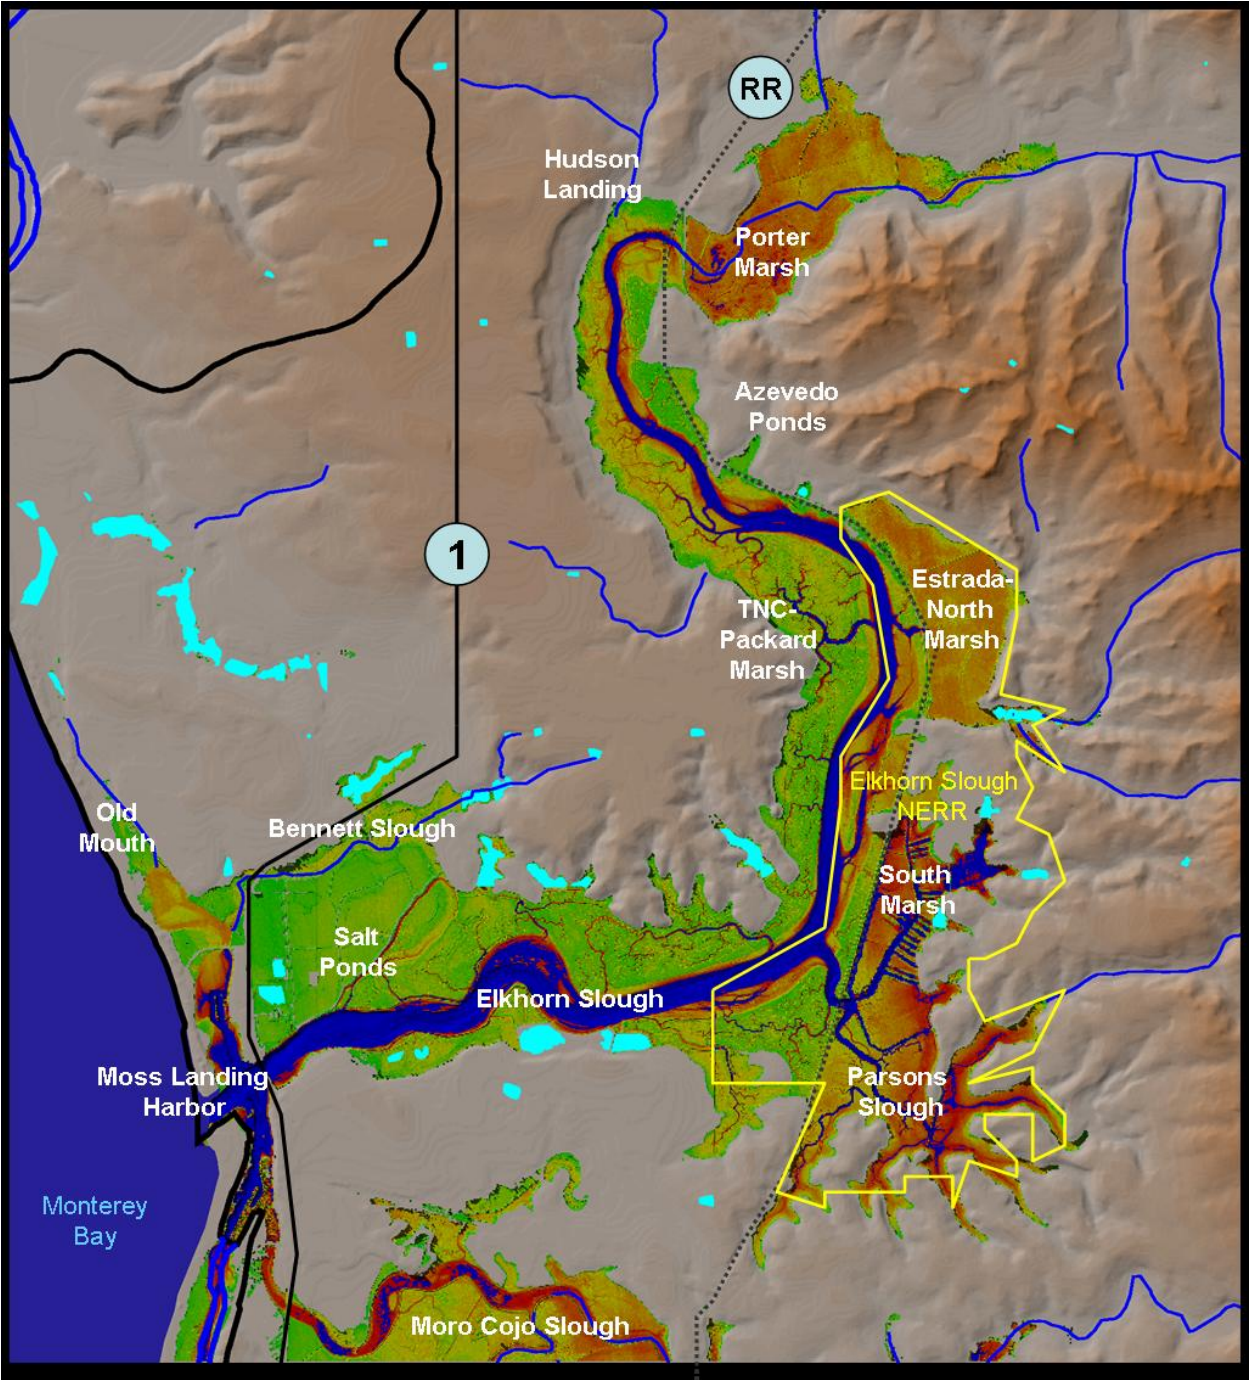 RR
Hudson
Landing
Porter
Marsh
Azevedo
Ponds
1
Estrada-
North
Marsh
TNC-
Packard
Marsh
Elkhorn Slough
NERR
Old
Mouth
Bennett Slough
South
Marsh
Salt
Ponds
Elkhorn Slough
Moss Landing
Harbor
Parsons
Slough
Monterey
Bay
Moro Cojo Slough